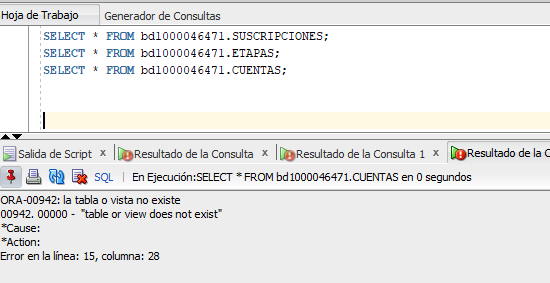 Hoja de Trabajo Generador de Consultas
SELECT * FROM bd1000046471.SUSCRIPCIONES;
SELECT * FROM bd1000046471.ETAPAS;
SELECT * FROM bd1000046471.CUENTAS;
Salida de Script x Resultado de la Consulta x Resultado de la Consulta 1 x Resultado de la C
SQL | En Ejecución:SELECT * FROM bd1000046471.CUENTAS en 0 segundos
ORA-00942: la tabla o vista no existe
00942. 00000 - "table or view does not exist"
*Cause:
*Action:
Error en la línea: 15, columna: 28